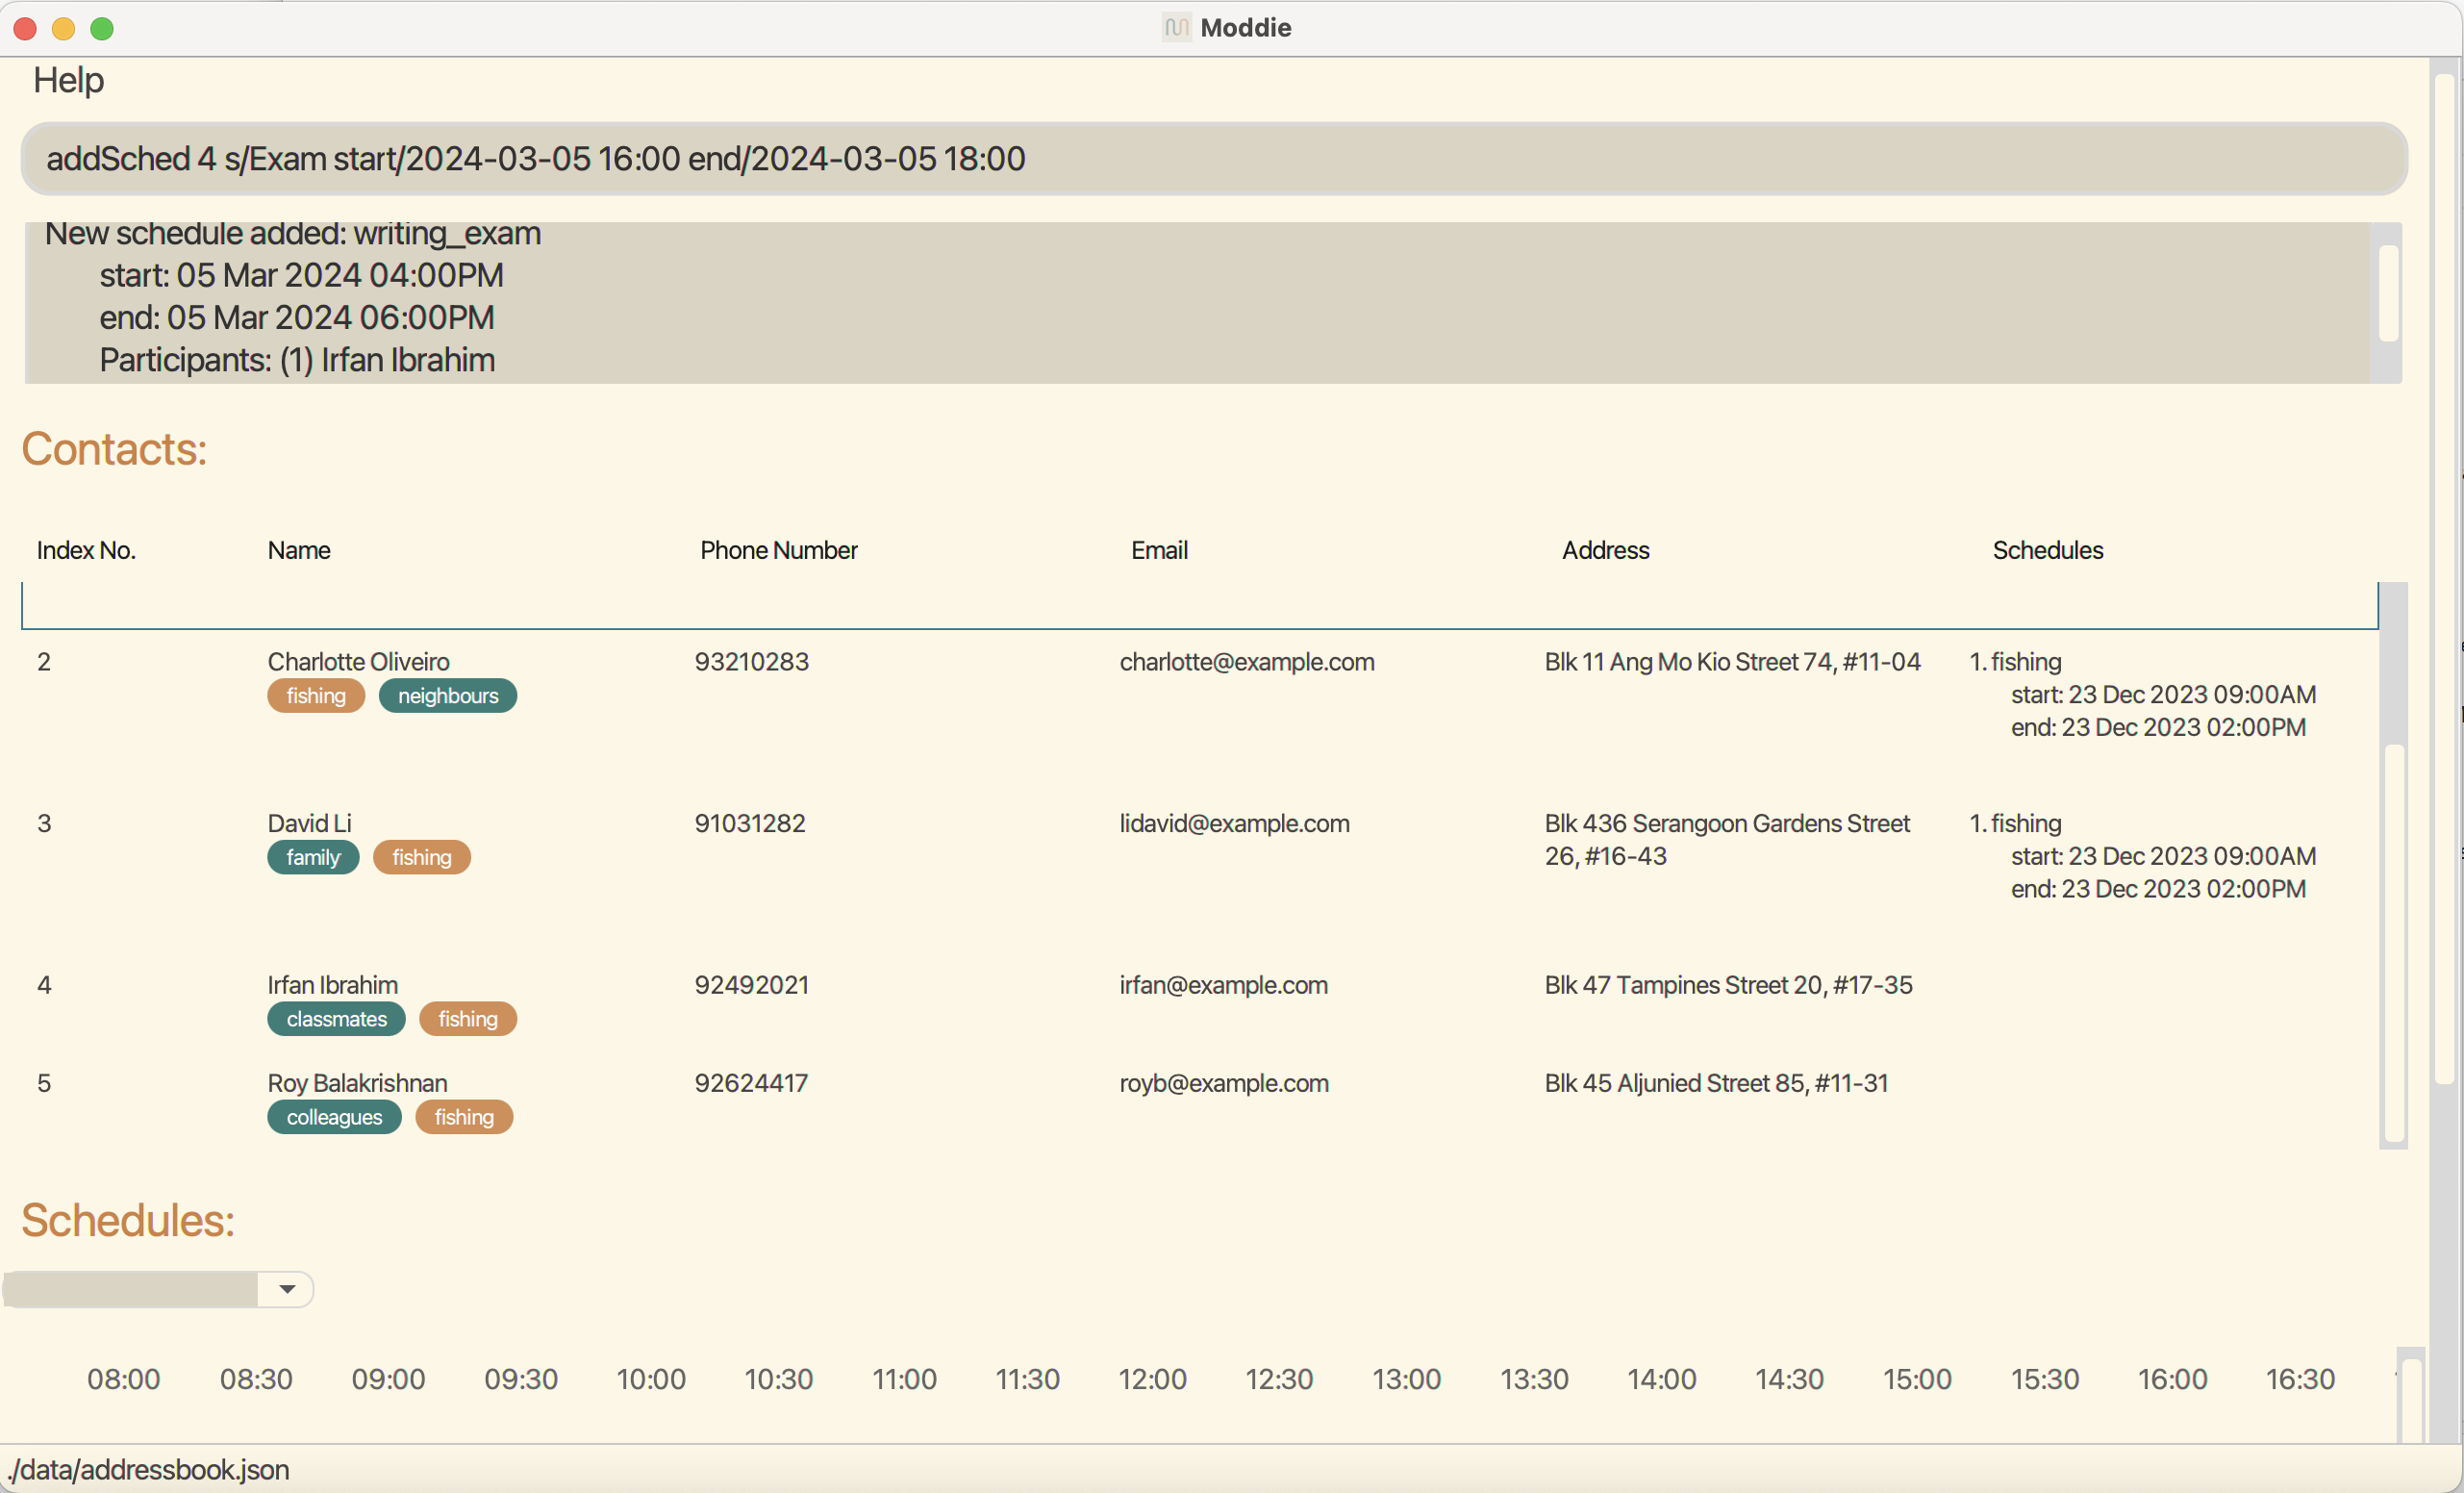 Moddie
Help
addSched 4 s/Exam start/2024-03-05 16:00 end/2024-03-05 18:00
New schedule added: writing_exam
start: 05 Mar 2024 04:00PM
end: 05 Mar 2024 06:00PM
Participants: (1) Irfan Ibrahim
Contacts:
Index No. Name Phone Number Email Address Schedules
2 Charlotte Oliveiro 93210283 charlotte@example.com Blk 11 Ang Mo Kio Street 74, #11-04 1. fishing
fishing neighbours start: 23 Dec 2023 09:00AM
end: 23 Dec 2023 02:00PM
3 David Li 91031282 lidavid@example.com Blk 436 Serangoon Gardens Street 1. fishing
family fishing 26, #16-43 start: 23 Dec 2023 09:00AM
end: 23 Dec 2023 02:00PM
4 Irfan Ibrahim 92492021 irfan@example.com Blk 47 Tampines Street 20, #17-35
classmates fishing
5 Roy Balakrishnan 92624417 royb@example.com Blk 45 Aljunied Street 85, #11-31
colleagues fishing
Schedules:
08:00 08:30 09:00 09:30 10:00 10:30 11:00 11:30 12:00 12:30 13:00 13:30 14:00 14:30 15:00 15:30 16:00 16:30
./data/addressbook.json